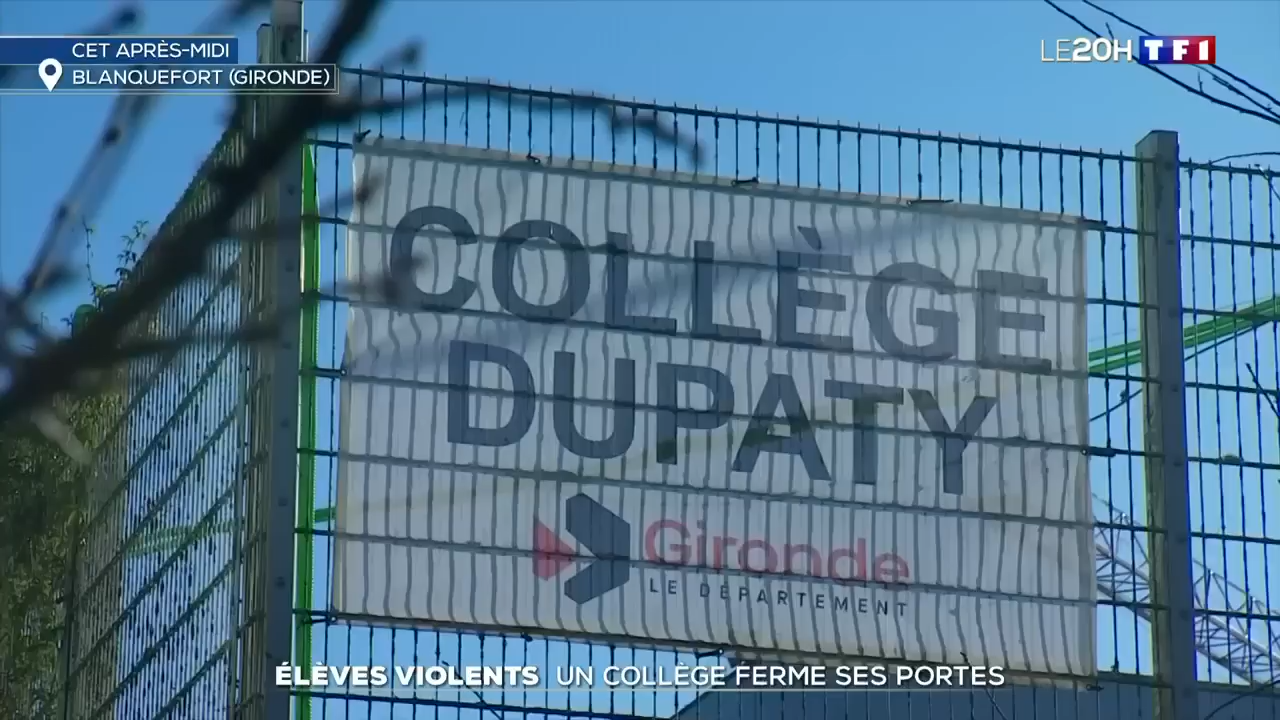 CET APRÈS-MIDI
BLANQUEFORT (GIRONDE)
LE20H TF1
COLLÈGE
DUPATY
Gironde
LE DÉPARTEMENT
ÉLÈVES VIOLENTS UN COLLÈGE FERME SES PORTES